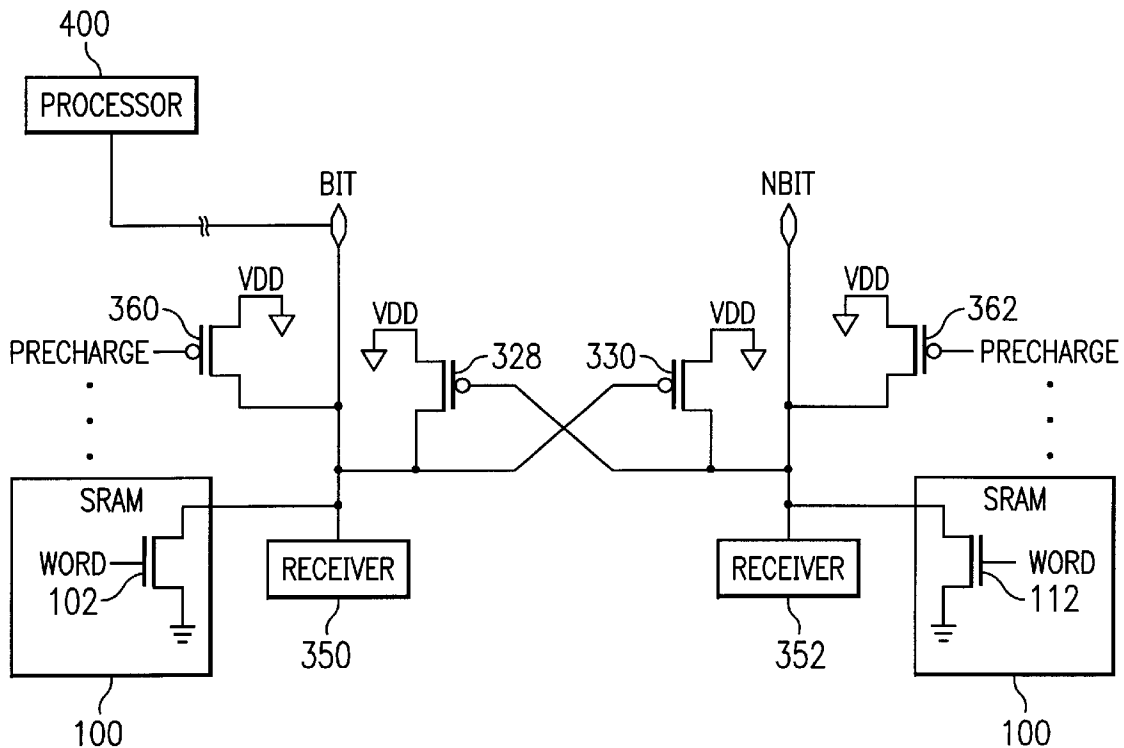 400
PROCESSOR
BIT
NBIT
VDD
VDD
360
362
VDD
VDD
PRECHARGE
328
330
PRECHARGE
SRAM
SRAM
WORD
RECEIVER
RECEIVER
WORD
102
112
350
352
100
100